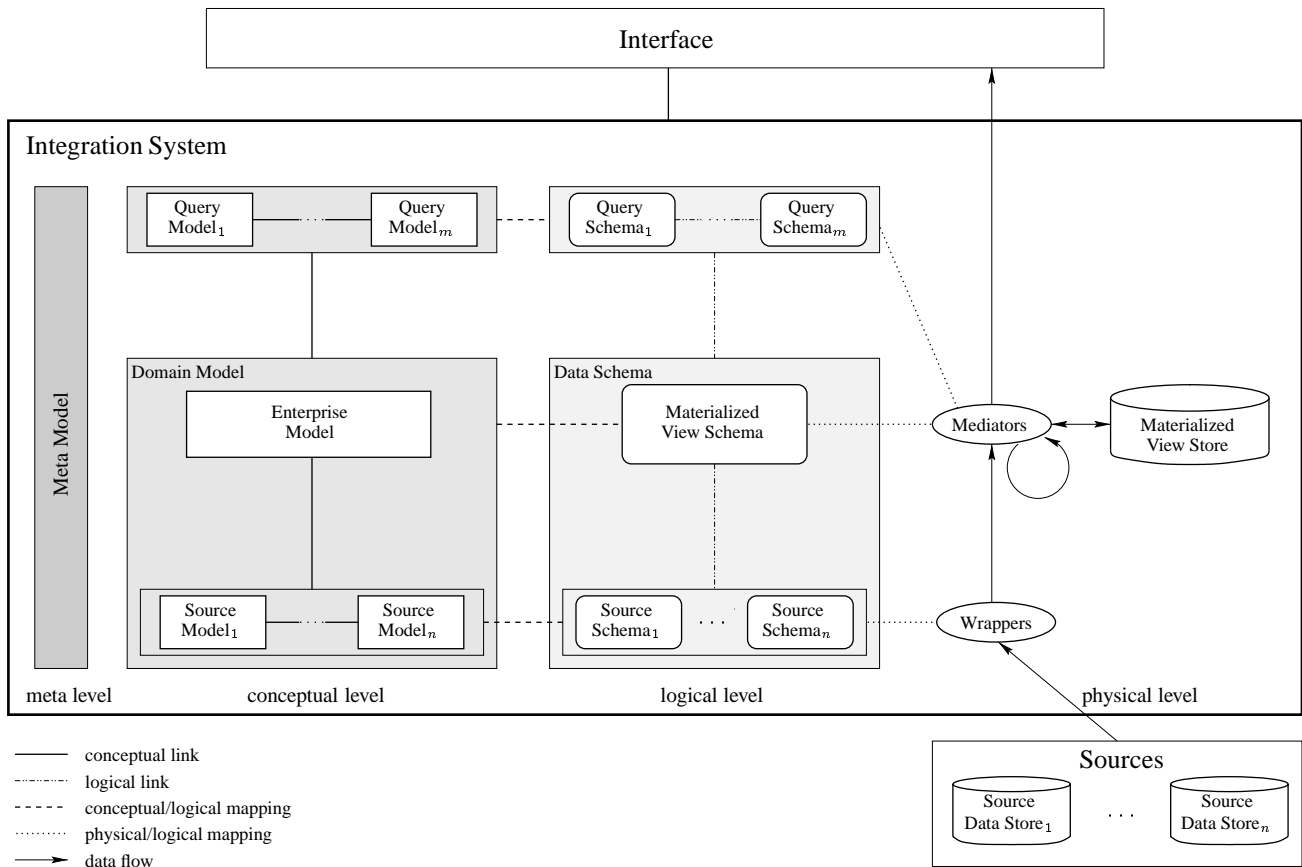 Interface
Integration System
Meta Model
Query
Model1
· · ·
Query
Modelm
Query
Schema1
· · ·
Query
Schemam
Domain Model
Enterprise
Model
Data Schema
Materialized
View Schema
Mediators
Materialized
View Store
Source
Model1
· · ·
Source
Modeln
Source
Schema1
· · ·
Source
Scheman
Wrappers
meta level
conceptual level
logical level
physical level
conceptual link
logical link
conceptual/logical mapping
physical/logical mapping
data flow
Sources
Source
Data Store1
· · ·
Source
Data Storen